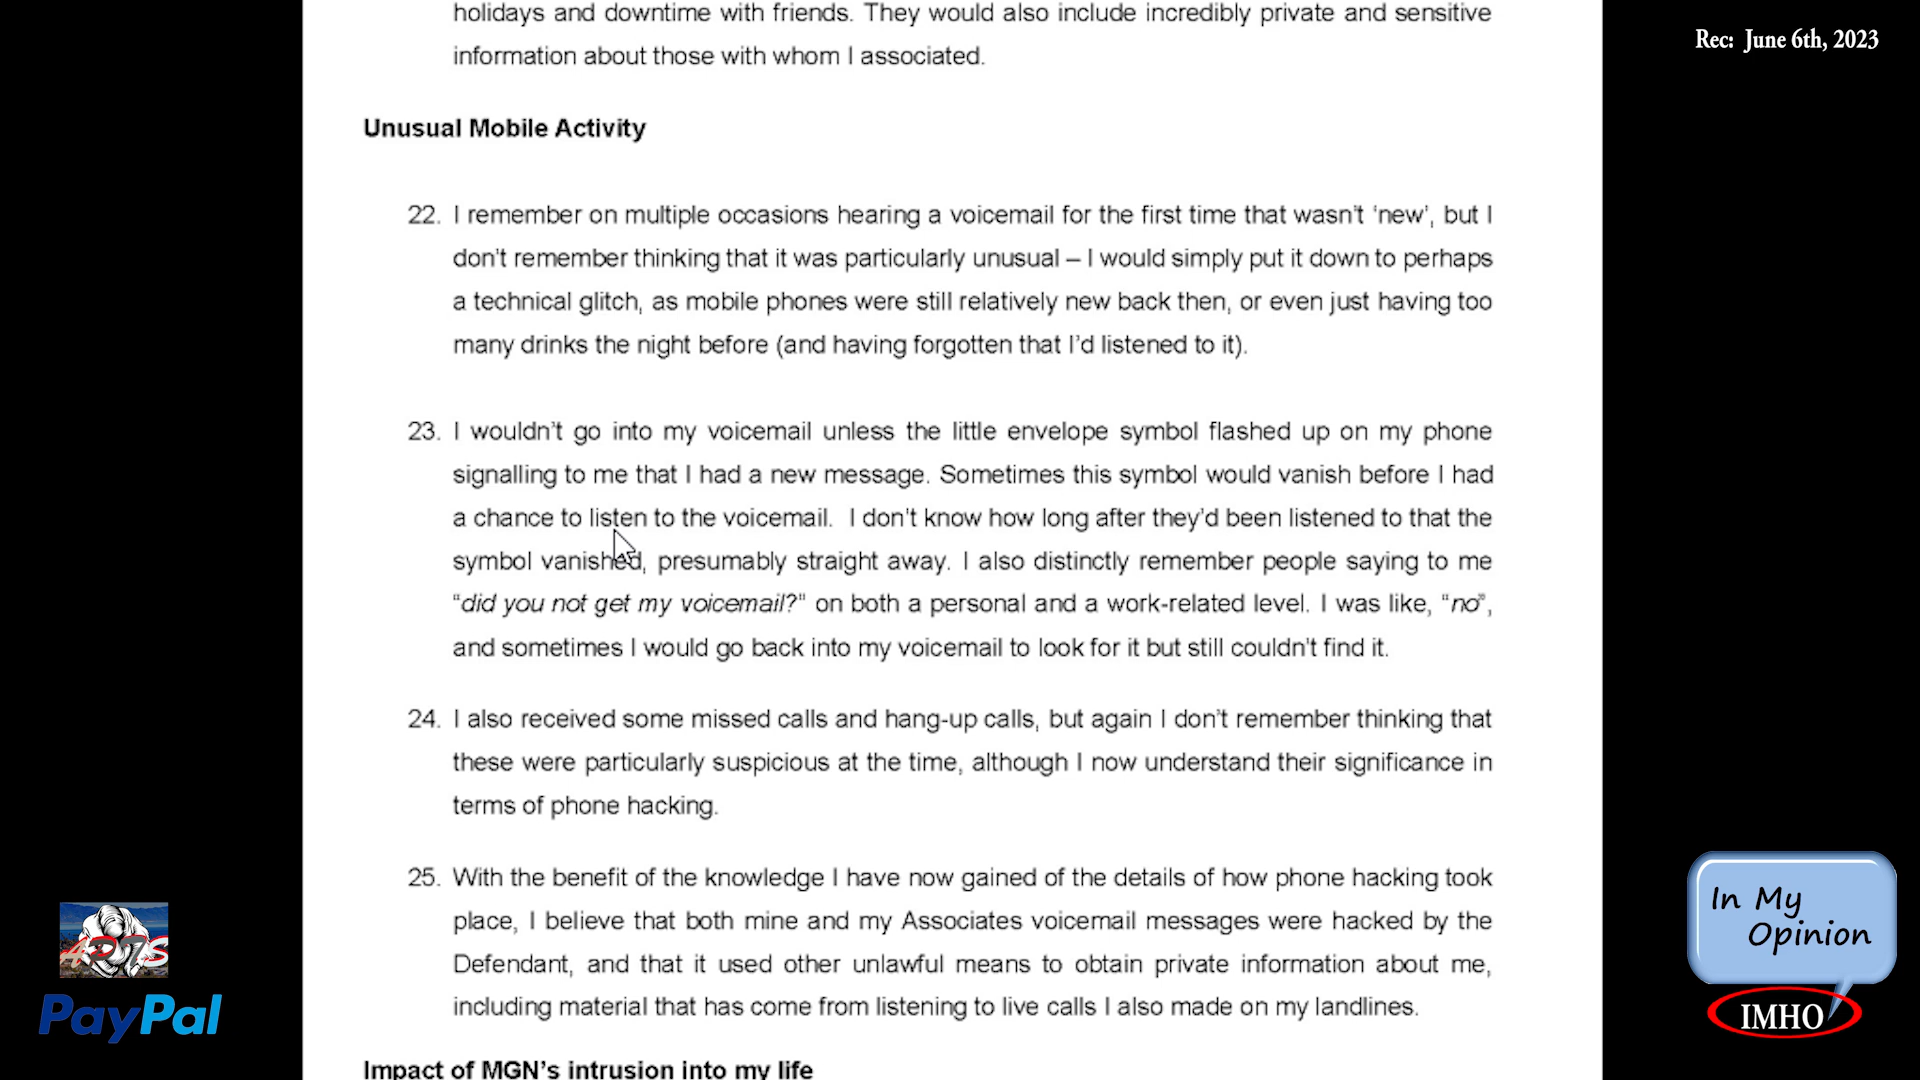 holidays and downtime with friends. They would also include incredibly private and sensitive
information about those with whom I associated.
Rec: June 6th, 2023
Unusual Mobile Activity
22. I remember on multiple occasions hearing a voicemail for the first time that wasn't 'new', but I
don't remember thinking that it was particularly unusual – I would simply put it down to perhaps
a technical glitch, as mobile phones were still relatively new back then, or even just having too
many drinks the night before (and having forgotten that I'd listened to it).
23. I wouldn't go into my voicemail unless the little envelope symbol flashed up on my phone
signalling to me that I had a new message. Sometimes this symbol would vanish before I had
a chance to listen to the voicemail. I don't know how long after they'd been listened to that the
symbol vanished, presumably straight away. I also distinctly remember people saying to me
"did you not get my voicemail?" on both a personal and a work-related level. I was like, "no",
and sometimes I would go back into my voicemail to look for it but still couldn't find it.
24. I also received some missed calls and hang-up calls, but again I don't remember thinking that
these were particularly suspicious at the time, although I now understand their significance in
terms of phone hacking.
25. With the benefit of the knowledge I have now gained of the details of how phone hacking took
place, I believe that both mine and my Associates voicemail messages were hacked by the
Defendant, and that it used other unlawful means to obtain private information about me,
including material that has come from listening to live calls I also made on my landlines.
Impact of MGN's intrusion into my life
PayPal
In My
Opinion
IMHO